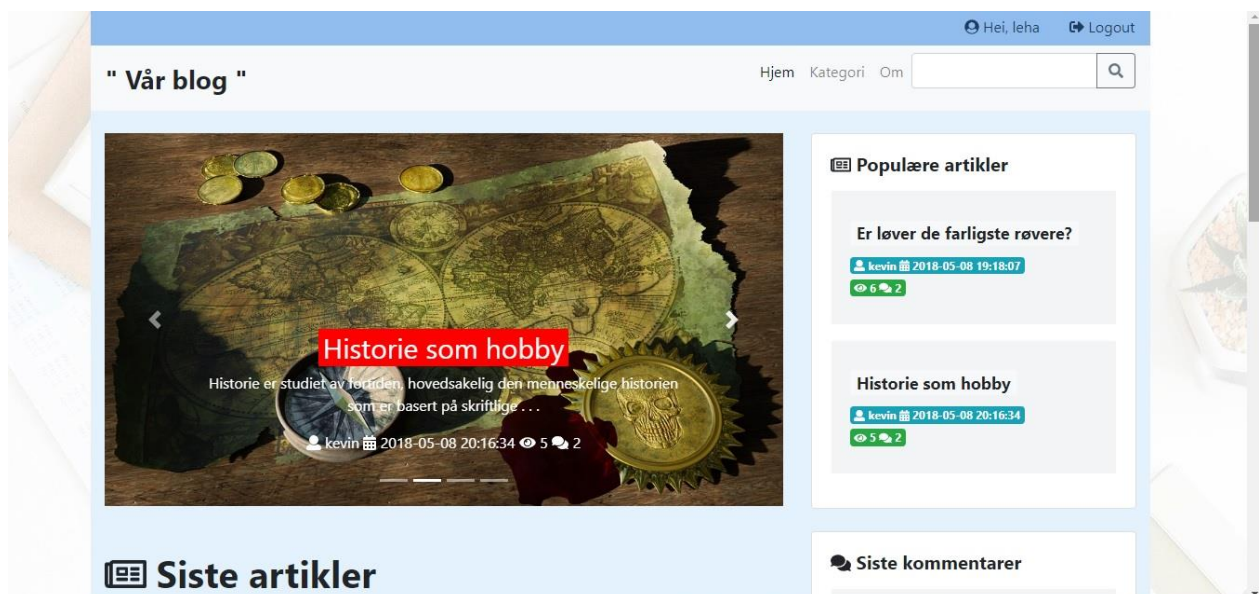 Hei, leha Logout
" Vår blog "
Hjem Kategori Om
Historie som hobby
Historie er studiet av fortiden, hovedsakelig den menneskelige historien
som er basert på skriftlige . . .
kevin 2018-05-08 20:16:34 5 2
Populære artikler
Er løver de farligste røvere?
kevin 2018-05-08 19:18:07
6 2
Historie som hobby
kevin 2018-05-08 20:16:34
5 2
Siste artikler
Siste kommentarer